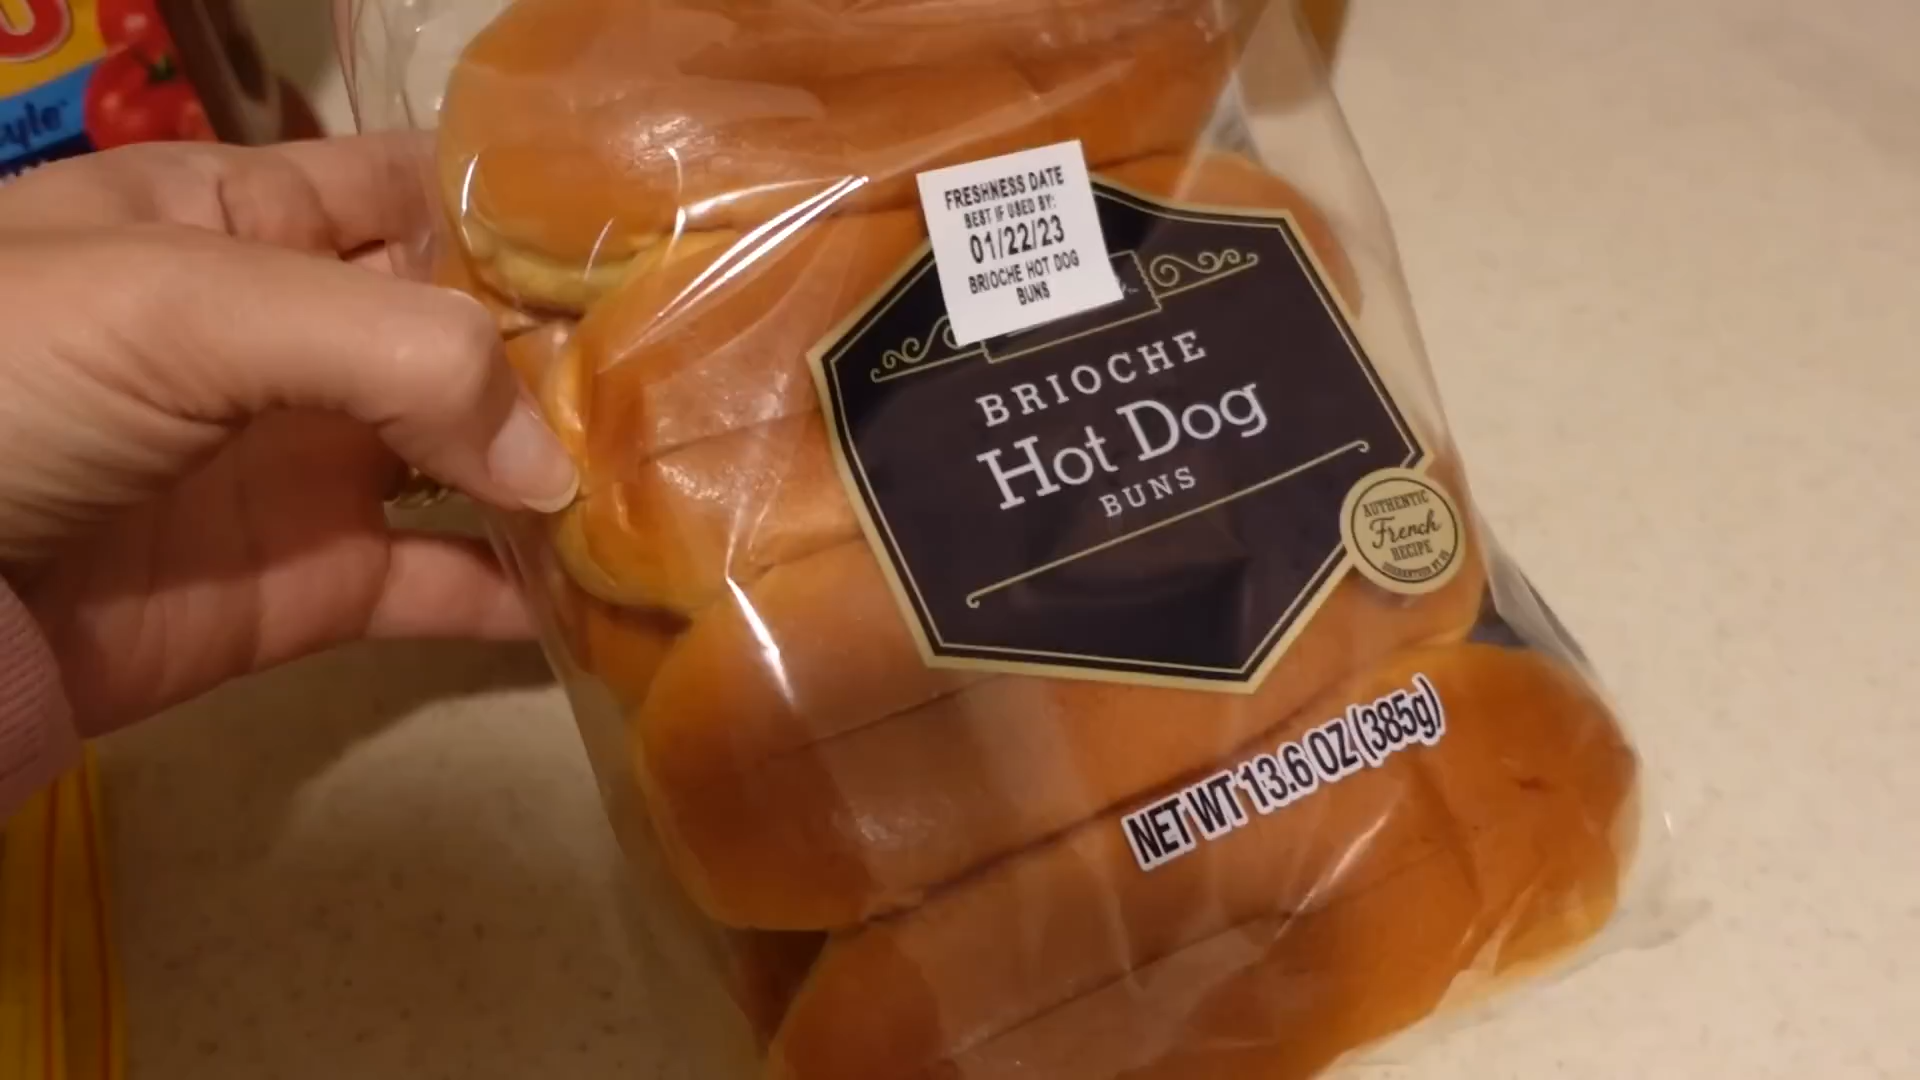 FRESHNESS DATE
BEST IF USED BY:
01/22/23
BRIOCHE HOT DOG
BUNS
BRIOCHE
Hot Dog
BUNS
AUTHENTIC
French
RECIPE
NET WT 13.6 OZ (385g)